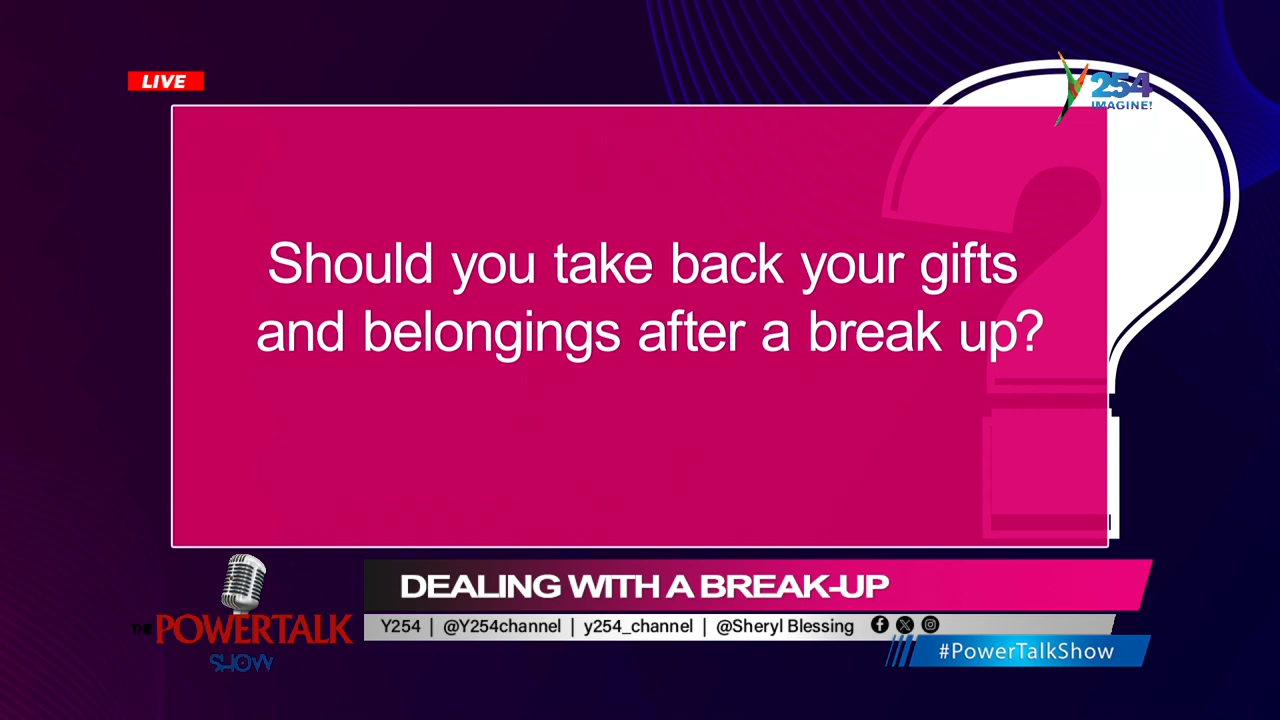 LIVE
Y254
IMAGINE!
Should you take back your gifts
and belongings after a break up?
DEALING WITH A BREAK-UP
THE POWERTALK
SHOW
Y254 | @Y254channel | y254_channel | @Sheryl Blessing
#PowerTalkShow